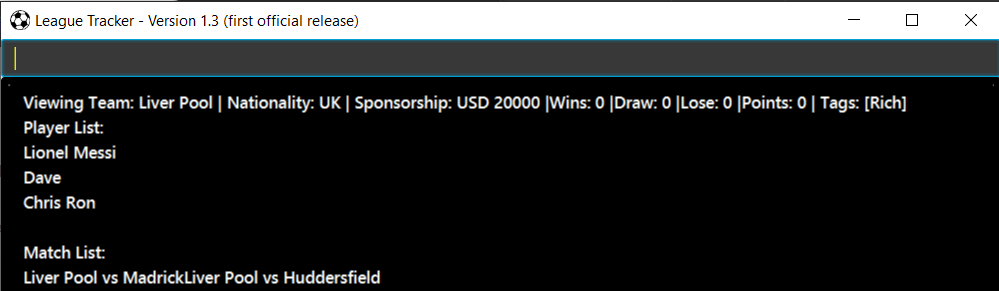 League Tracker - Version 1.3 (first official release)
Viewing Team: Liver Pool | Nationality: UK | Sponsorship: USD 20000 |Wins: 0 |Draw: 0 |Lose: 0 |Points: 0 | Tags: [Rich]
Player List:
Lionel Messi
Dave
Chris Ron
Match List:
Liver Pool vs MadrickLiver Pool vs Huddersfield